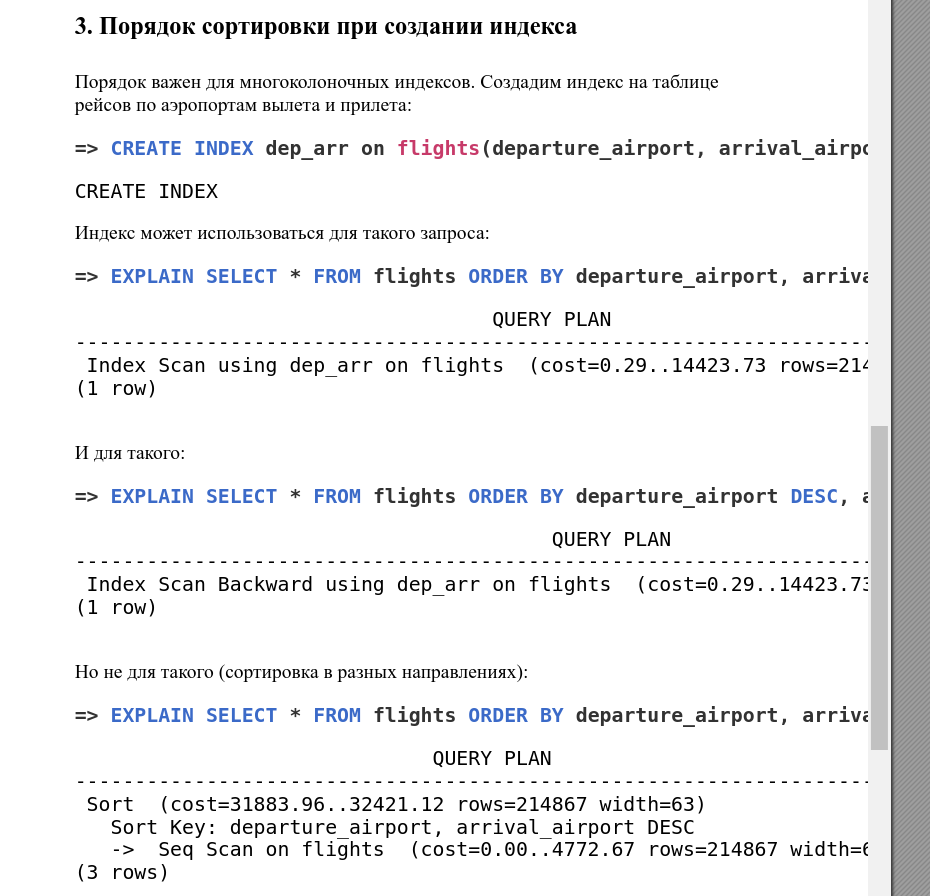 3. Порядок сортировки при создании индекса
Порядок важен для многоколоночных индексов. Создадим индекс на таблице
рейсов по аэропортам вылета и прилета:
=> CREATE INDEX dep_arr on flights(departure_airport, arrival_airpo
CREATE INDEX
Индекс может использоваться для такого запроса:
=> EXPLAIN SELECT * FROM flights ORDER BY departure_airport, arriva
QUERY PLAN
-------------------------------------------------------------------
Index Scan using dep_arr on flights  (cost=0.29..14423.73 rows=214
(1 row)
И для такого:
=> EXPLAIN SELECT * FROM flights ORDER BY departure_airport DESC, a
QUERY PLAN
-------------------------------------------------------------------
Index Scan Backward using dep_arr on flights  (cost=0.29..14423.73
(1 row)
Но не для такого (сортировка в разных направлениях):
=> EXPLAIN SELECT * FROM flights ORDER BY departure_airport, arriva
QUERY PLAN
-------------------------------------------------------------------
Sort  (cost=31883.96..32421.12 rows=214867 width=63)
Sort Key: departure_airport, arrival_airport DESC
->  Seq Scan on flights  (cost=0.00..4772.67 rows=214867 width=6
(3 rows)